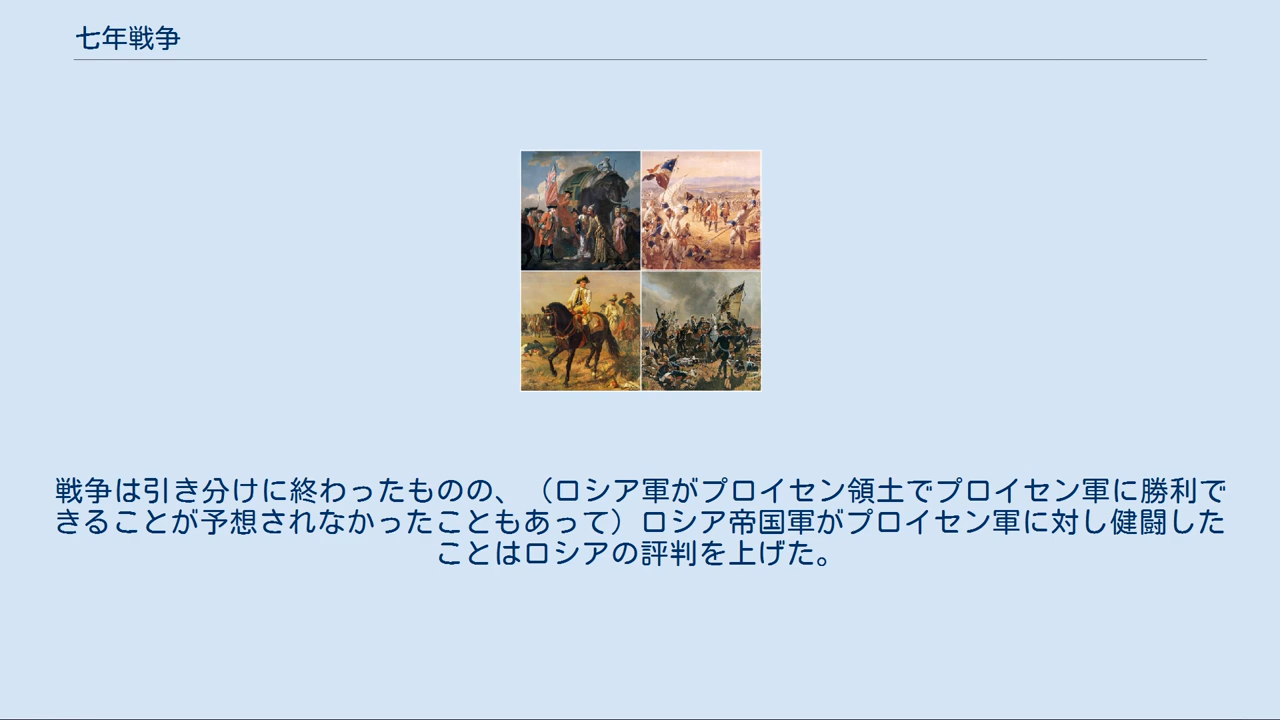 七年戦争
戦争は引き分けに終わったものの、（ロシア軍がプロイセン領土でプロイセン軍に勝利で
きることが予想されなかったこともあって）ロシア帝国軍がプロイセン軍に対し健闘した
ことはロシアの評判を上げた。